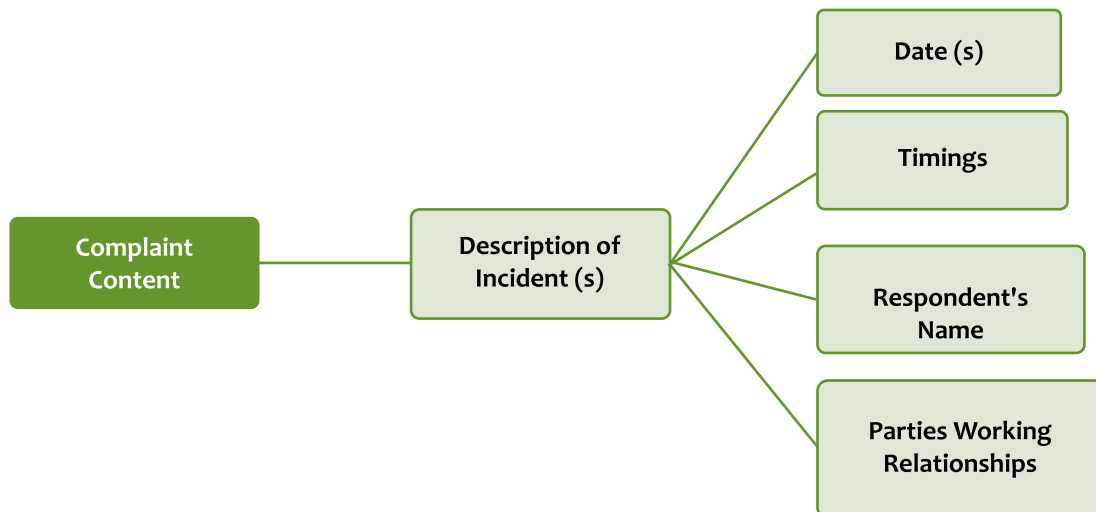 Complaint
Content
Description of
Incident (s)
Date (s)
Timings
Respondent's
Name
Parties Working
Relationships